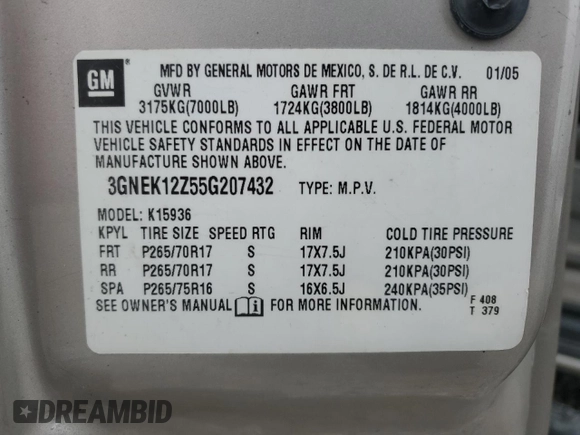 GM
MFD BY GENERAL MOTORS DE MEXICO, S. DE R.L. DE C.V. 01/05
GVWR GAWR FRT GAWR RR
3175KG(7000LB) 1724KG(3800LB) 1814KG(4000LB)
THIS VEHICLE CONFORMS TO ALL APPLICABLE U.S. FEDERAL MOTOR
VEHICLE SAFETY STANDARDS IN EFFECT ON THE DATE OF
MANUFACTURE SHOWN ABOVE.
3GNEK12Z55G207432 TYPE: M.P.V.
MODEL: K15936
KPYL TIRE SIZE SPEED RTG RIM COLD TIRE PRESSURE
FRT P265/70R17 S 17X7.5J 210KPA(30PSI)
RR P265/70R17 S 17X7.5J 210KPA(30PSI)
SPA P265/75R16 S 16X6.5J 240KPA(35PSI)
SEE OWNER'S MANUAL FOR MORE INFORMATION.
F 408
T 379
DREAMBID